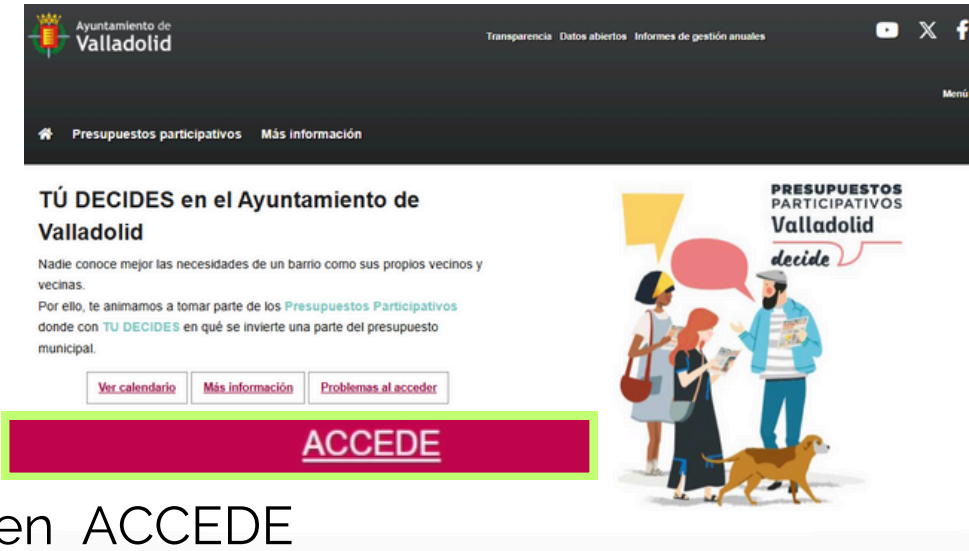 Ayuntamiento de
Valladolid
Transparencia Datos abiertos Informes de gestión anuales
Menú
Presupuestos participativos Más información
TÚ DECIDES en el Ayuntamiento de
Valladolid
Nadie conoce mejor las necesidades de un barrio como sus propios vecinos y
vecinas.
Por ello, te animamos a tomar parte de los Presupuestos Participativos
donde con TU DECIDES en qué se invierte una parte del presupuesto
municipal.
Ver calendario Más información Problemas al acceder
ACCEDE
PRESUPUESTOS
PARTICIPATIVOS
Valladolid
decide
en ACCEDE